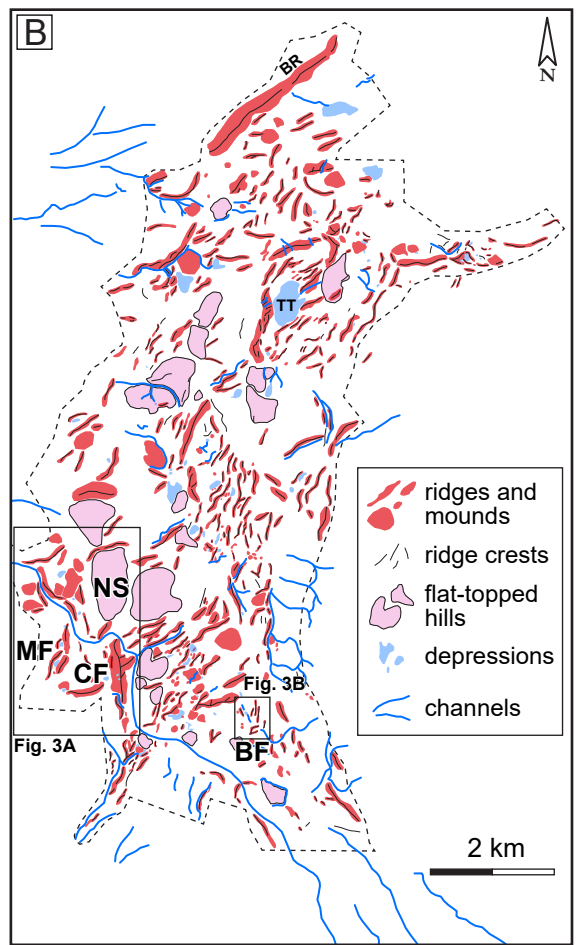 B
BR
N
TT
ridges and
mounds
ridge crests
flat-topped
hills
depressions
channels
NS
MF
CF
Fig. 3B
Fig. 3A
BF
2 km